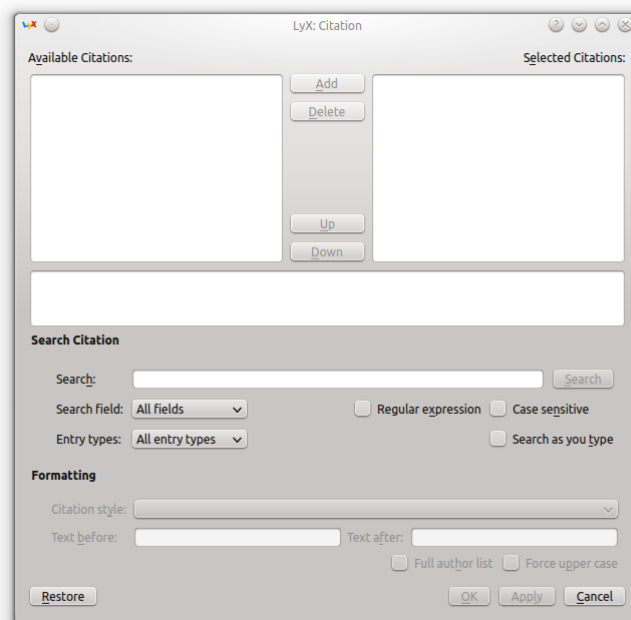 LyX: Citation
Available Citations:
Selected Citations:
Add
Delete
Up
Down
Search Citation
Search:
Search
Search field: All fields
Regular expression
Case sensitive
Entry types: All entry types
Search as you type
Formatting
Citation style:
Text before:
Text after:
Full author list
Force upper case
Restore
OK
Apply
Cancel